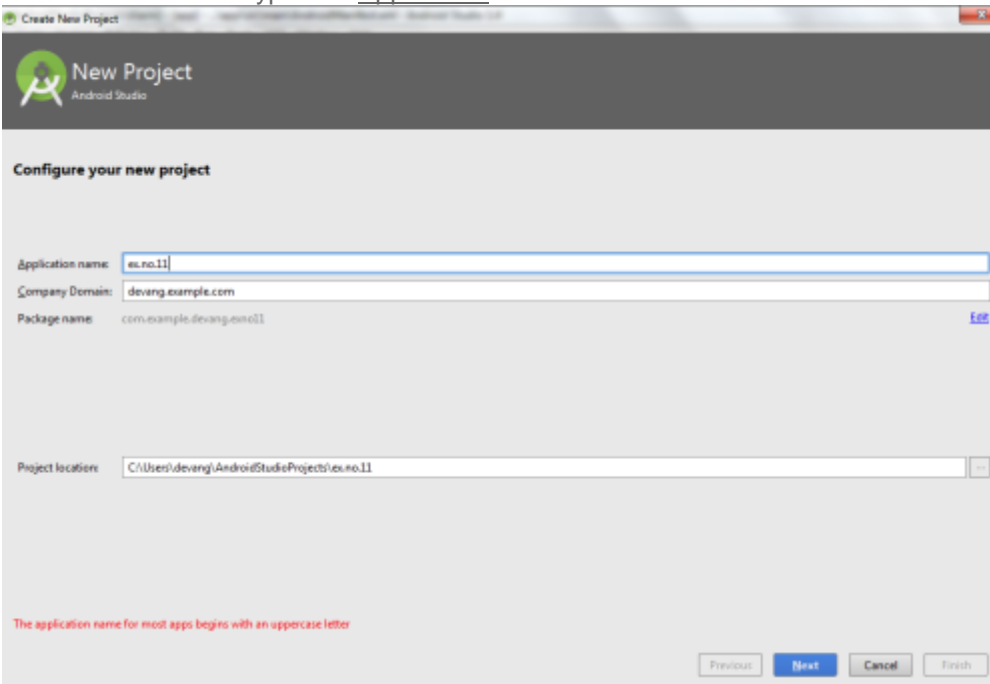 Create New Project
New Project
Android Studio
Configure your new project
Application name: ex.no.11
Company Domain: devang.example.com
Package name: com.example.devang.exno11
Edit
Project location: C:\Users\devang\AndroidStudioProjects\ex.no.11
...
The application name for most apps begins with an uppercase letter
Previous Next Cancel Finish